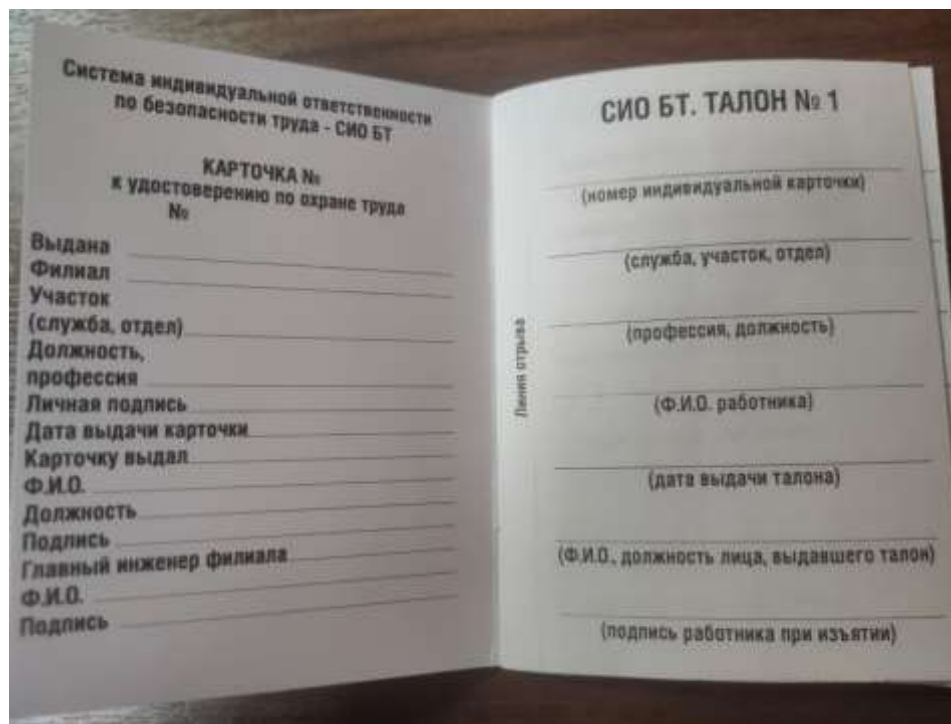 Система индивидуальной ответственности
по безопасности труда - СИО БТ
КАРТОЧКА №
к удостоверению по охране труда
№
Выдана
Филиал
Участок
(служба, отдел)
Должность,
профессия
Личная подпись
Дата выдачи карточки
Карточку выдал
Ф.И.О.
Должность
Подпись
Главный инженер филиала
Ф.И.О.
Подпись
Линия отрыва
СИО БТ. ТАЛОН № 1
(номер индивидуальной карточки)
(служба, участок, отдел)
(профессия, должность)
(Ф.И.О. работника)
(дата выдачи талона)
(Ф.И.О., должность лица, выдавшего талон)
(подпись работника при изъятии)